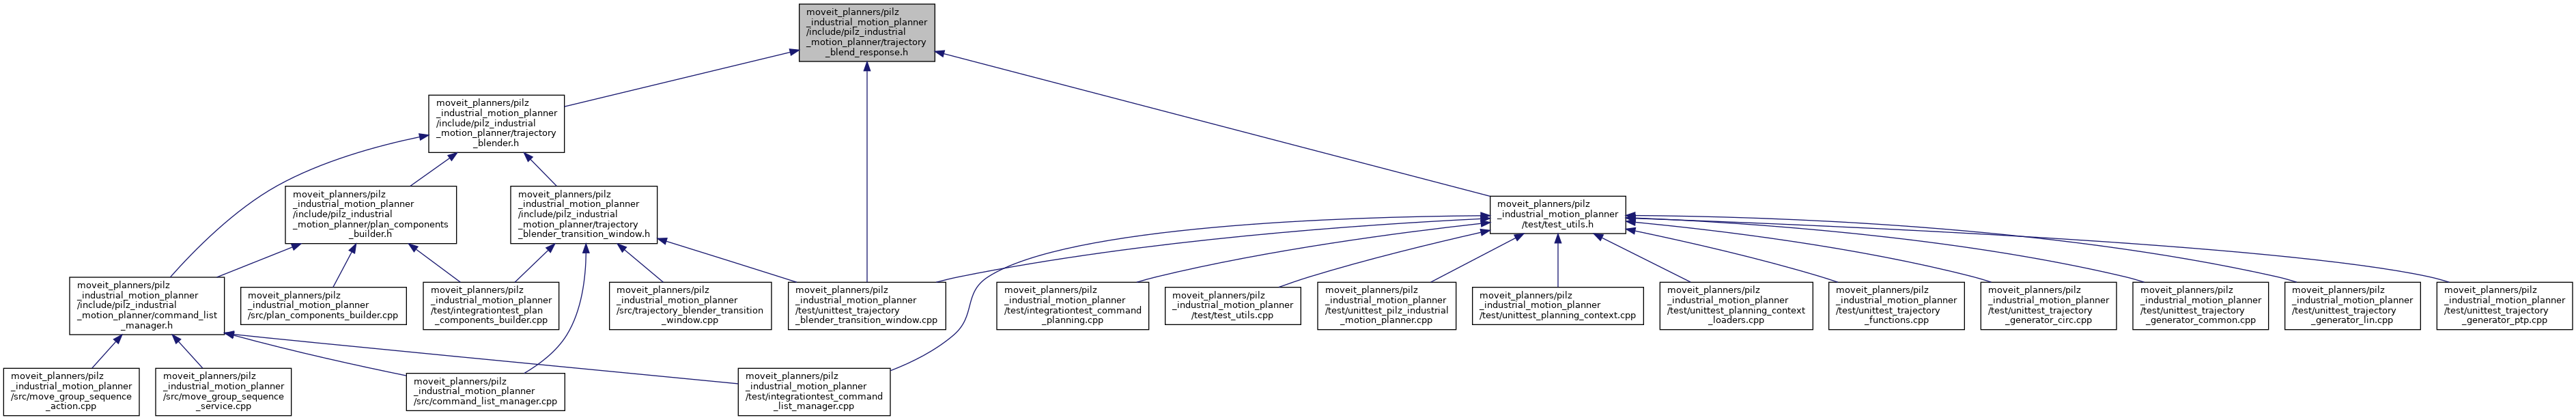 moveit_planners/pilz
_industrial_motion_planner
/include/pilz_industrial
_motion_planner/trajectory
_blend_response.h
moveit_planners/pilz
_industrial_motion_planner
/include/pilz_industrial
_motion_planner/trajectory
_blender.h
moveit_planners/pilz
_industrial_motion_planner
/include/pilz_industrial
_motion_planner/plan_components
_builder.h
moveit_planners/pilz
_industrial_motion_planner
/include/pilz_industrial
_motion_planner/trajectory
_blender_transition_window.h
moveit_planners/pilz
_industrial_motion_planner
/test/test_utils.h
moveit_planners/pilz
_industrial_motion_planner
/include/pilz_industrial
_motion_planner/command_list
_manager.h
moveit_planners/pilz
_industrial_motion_planner
/src/plan_components_builder.cpp
moveit_planners/pilz
_industrial_motion_planner
/test/integrationtest_plan
_components_builder.cpp
moveit_planners/pilz
_industrial_motion_planner
/src/trajectory_blender_transition
_window.cpp
moveit_planners/pilz
_industrial_motion_planner
/test/unittest_trajectory
_blender_transition_window.cpp
moveit_planners/pilz
_industrial_motion_planner
/test/integrationtest_command
_planning.cpp
moveit_planners/pilz
_industrial_motion_planner
/test/test_utils.cpp
moveit_planners/pilz
_industrial_motion_planner
/test/unittest_pilz_industrial
_motion_planner.cpp
moveit_planners/pilz
_industrial_motion_planner
/test/unittest_planning_context.cpp
moveit_planners/pilz
_industrial_motion_planner
/test/unittest_planning_context
_loaders.cpp
moveit_planners/pilz
_industrial_motion_planner
/test/unittest_trajectory
_functions.cpp
moveit_planners/pilz
_industrial_motion_planner
/test/unittest_trajectory
_generator_circ.cpp
moveit_planners/pilz
_industrial_motion_planner
/test/unittest_trajectory
_generator_common.cpp
moveit_planners/pilz
_industrial_motion_planner
/test/unittest_trajectory
_generator_lin.cpp
moveit_planners/pilz
_industrial_motion_planner
/test/unittest_trajectory
_generator_ptp.cpp
moveit_planners/pilz
_industrial_motion_planner
/src/move_group_sequence
_action.cpp
moveit_planners/pilz
_industrial_motion_planner
/src/move_group_sequence
_service.cpp
moveit_planners/pilz
_industrial_motion_planner
/src/command_list_manager.cpp
moveit_planners/pilz
_industrial_motion_planner
/test/integrationtest_command
_list_manager.cpp